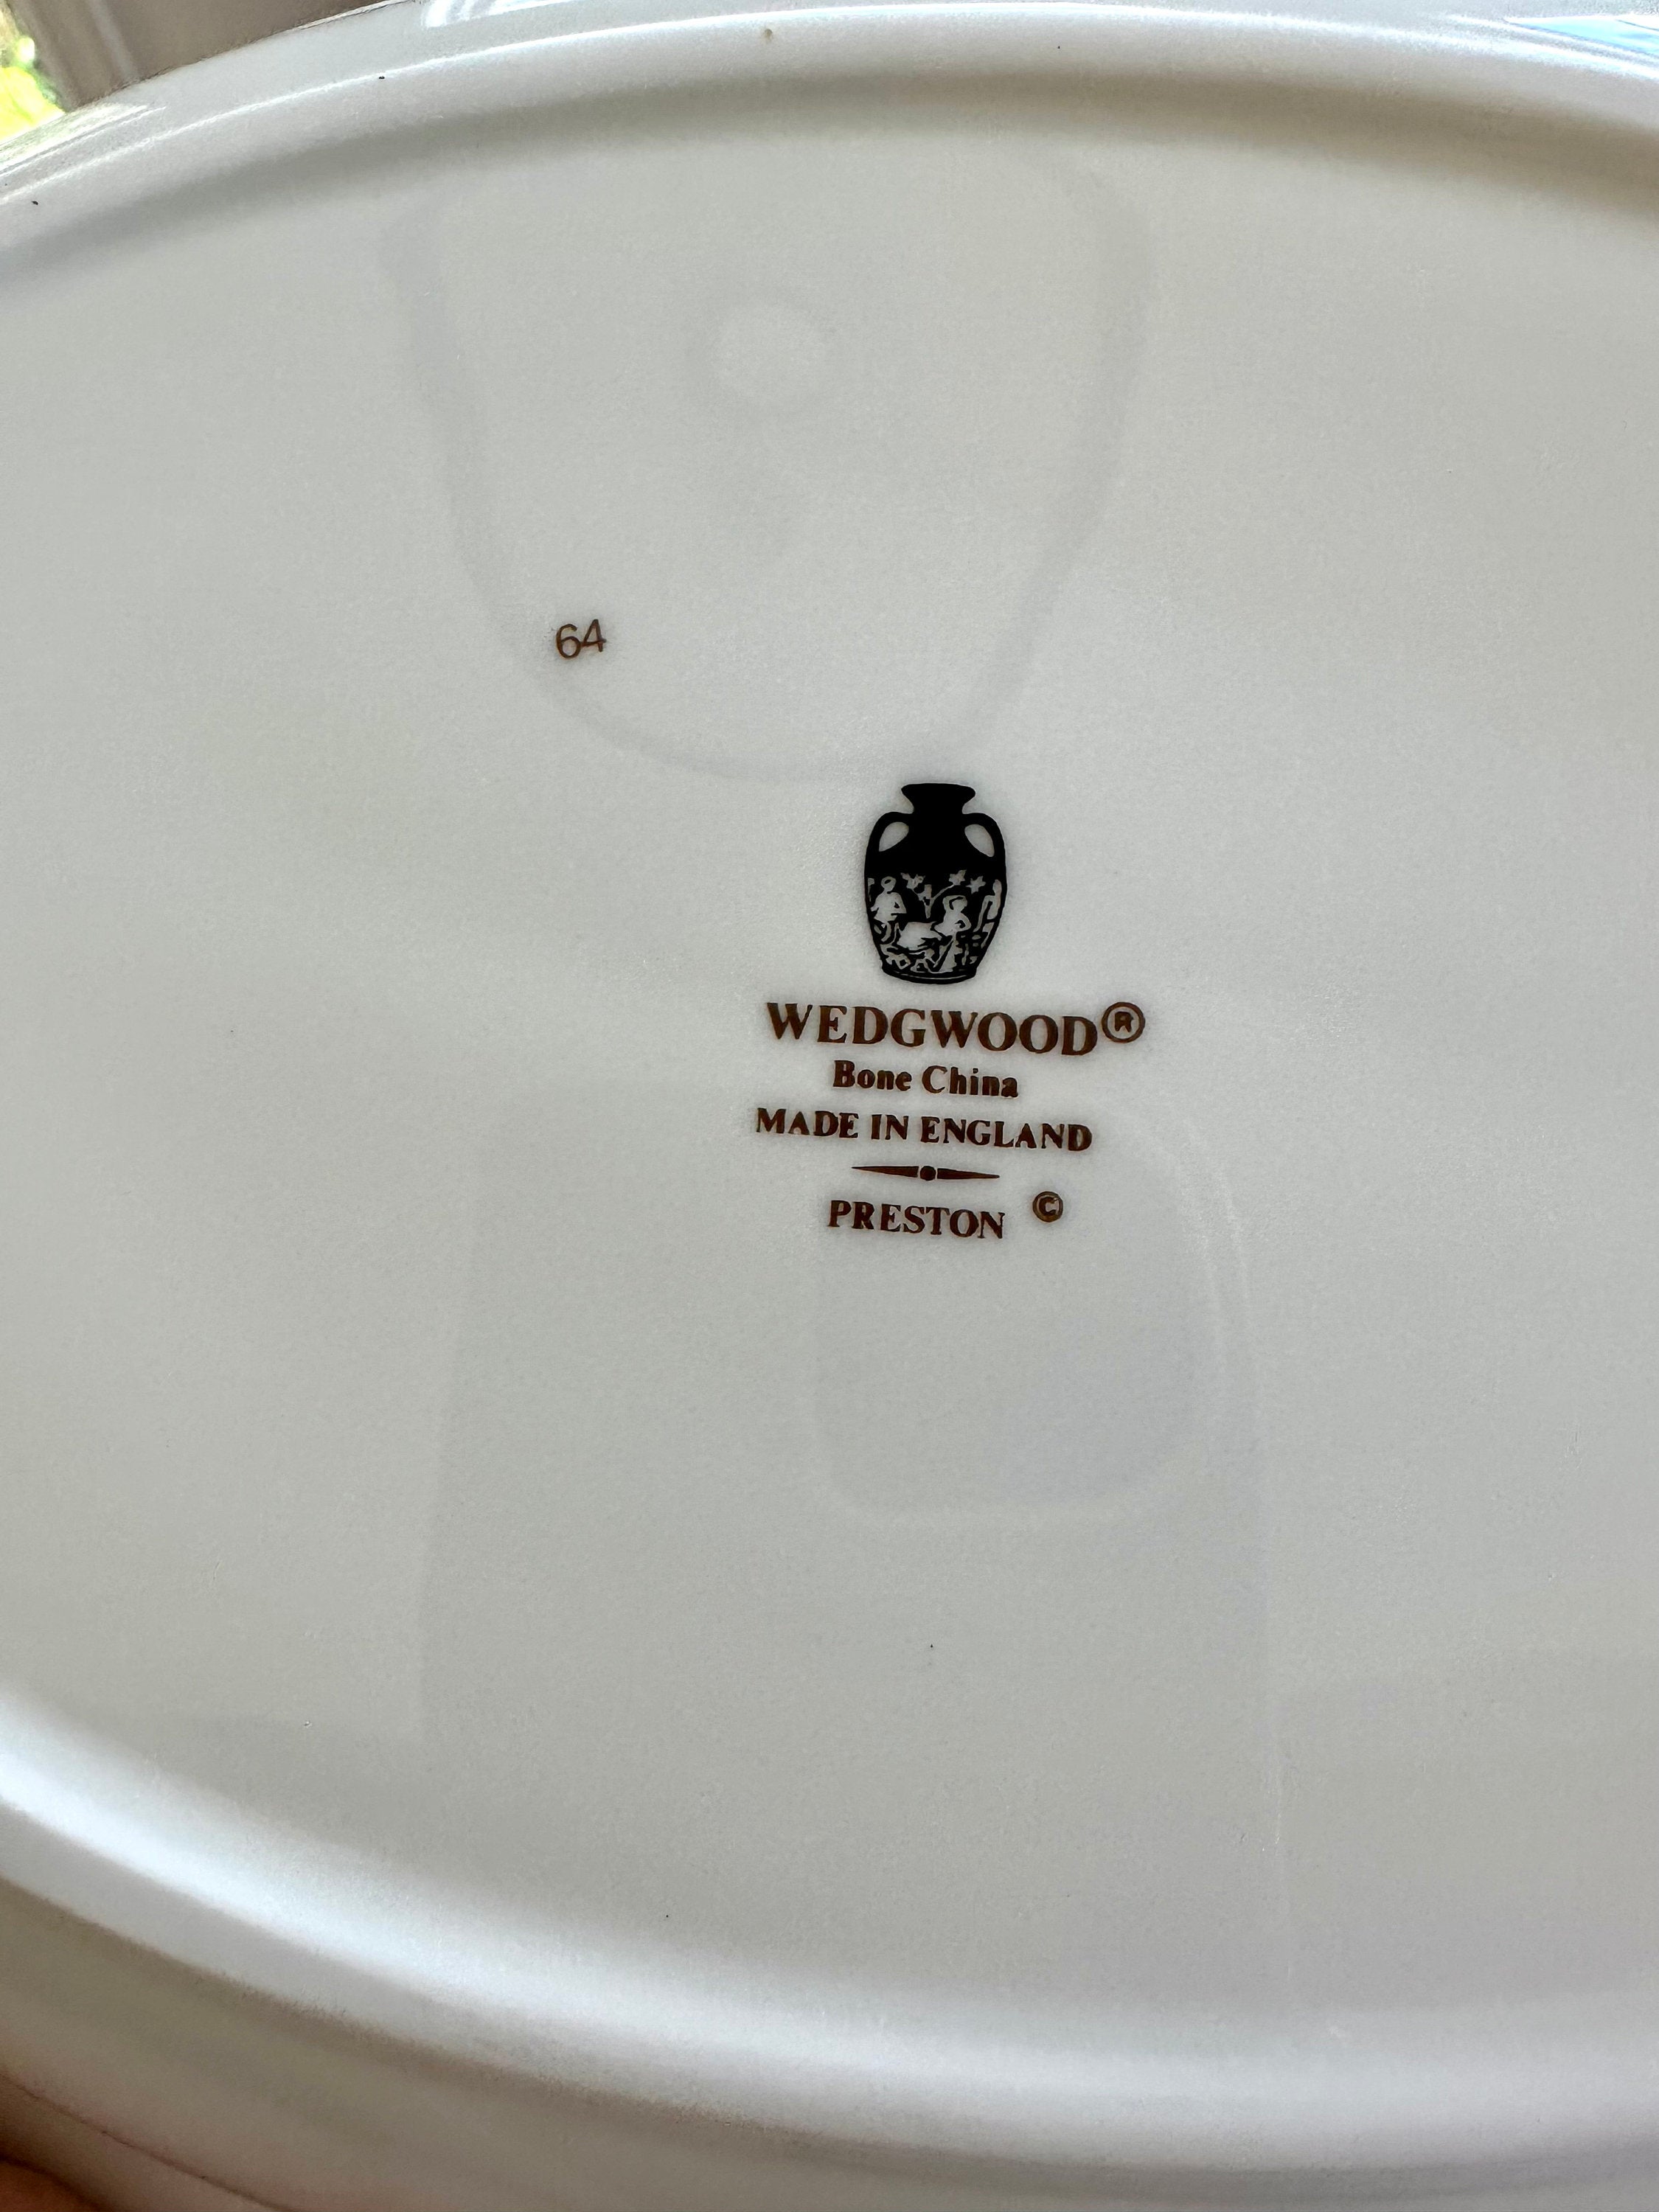 64
WEDGWOOD®
Bone China
MADE IN ENGLAND
PRESTON ©